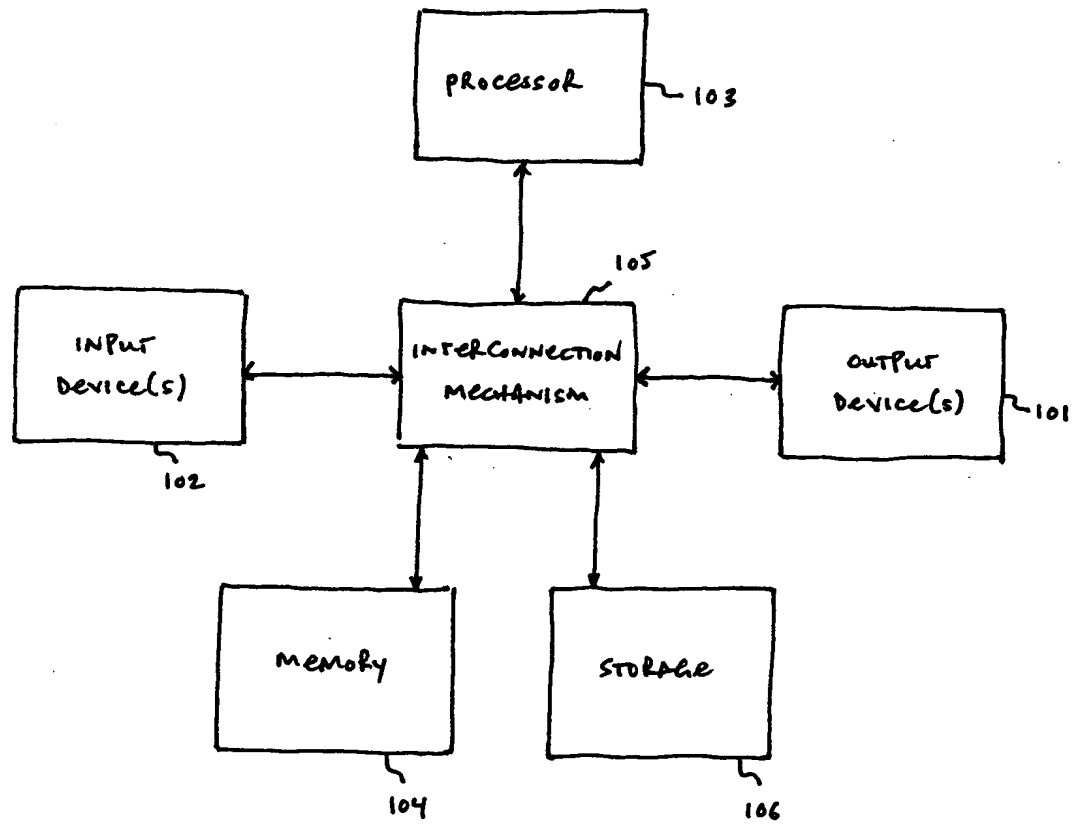 PROCESSOR
103
105
INPUT
DEVICE(S)
102
INTERCONNECTION
MECHANISM
OUTPUT
DEVICE(S)
101
MEMORY
104
STORAGE
106